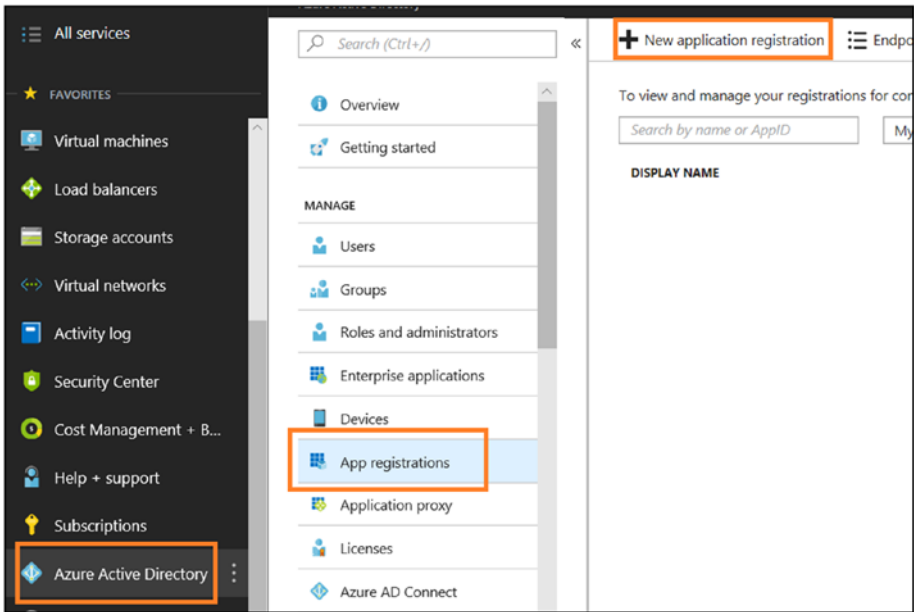 All services
FAVORITES
Virtual machines
Load balancers
Storage accounts
Virtual networks
Activity log
Security Center
Cost Management + B...
Help + support
Subscriptions
Azure Active Directory
Search (Ctrl+/)
Overview
Getting started
MANAGE
Users
Groups
Roles and administrators
Enterprise applications
Devices
App registrations
Application proxy
Licenses
Azure AD Connect
New application registration
Endpo
To view and manage your registrations for con
Search by name or AppID
My
DISPLAY NAME